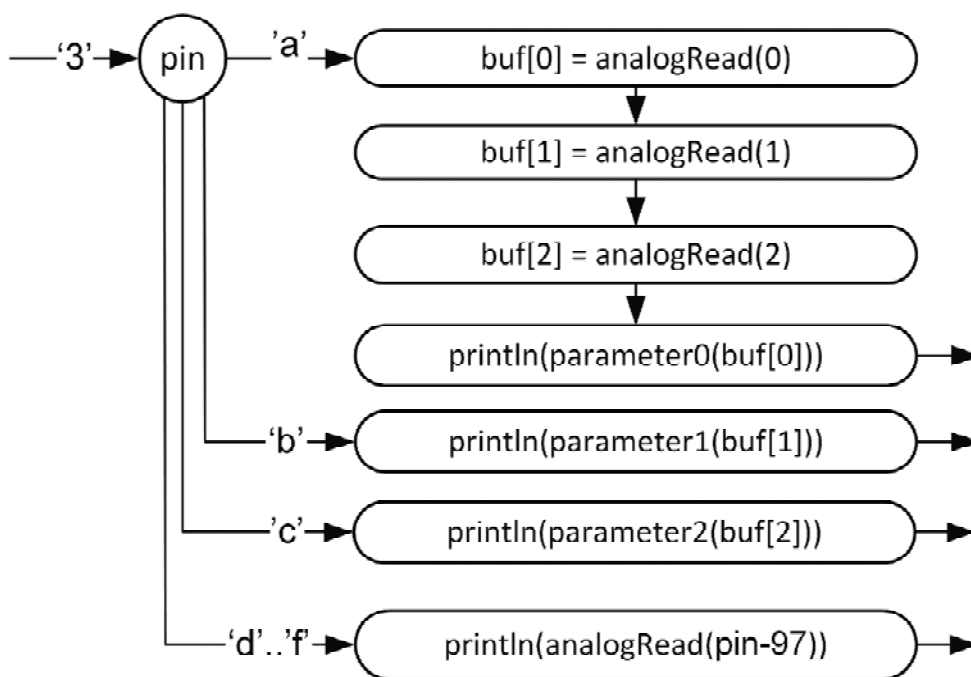 ‘3’
pin
’a’
buf[0] = analogRead(0)
buf[1] = analogRead(1)
buf[2] = analogRead(2)
println(parameter0(buf[0]))
‘b’
println(parameter1(buf[1]))
’c’
println(parameter2(buf[2]))
‘d’..’f’
println(analogRead(pin-97))